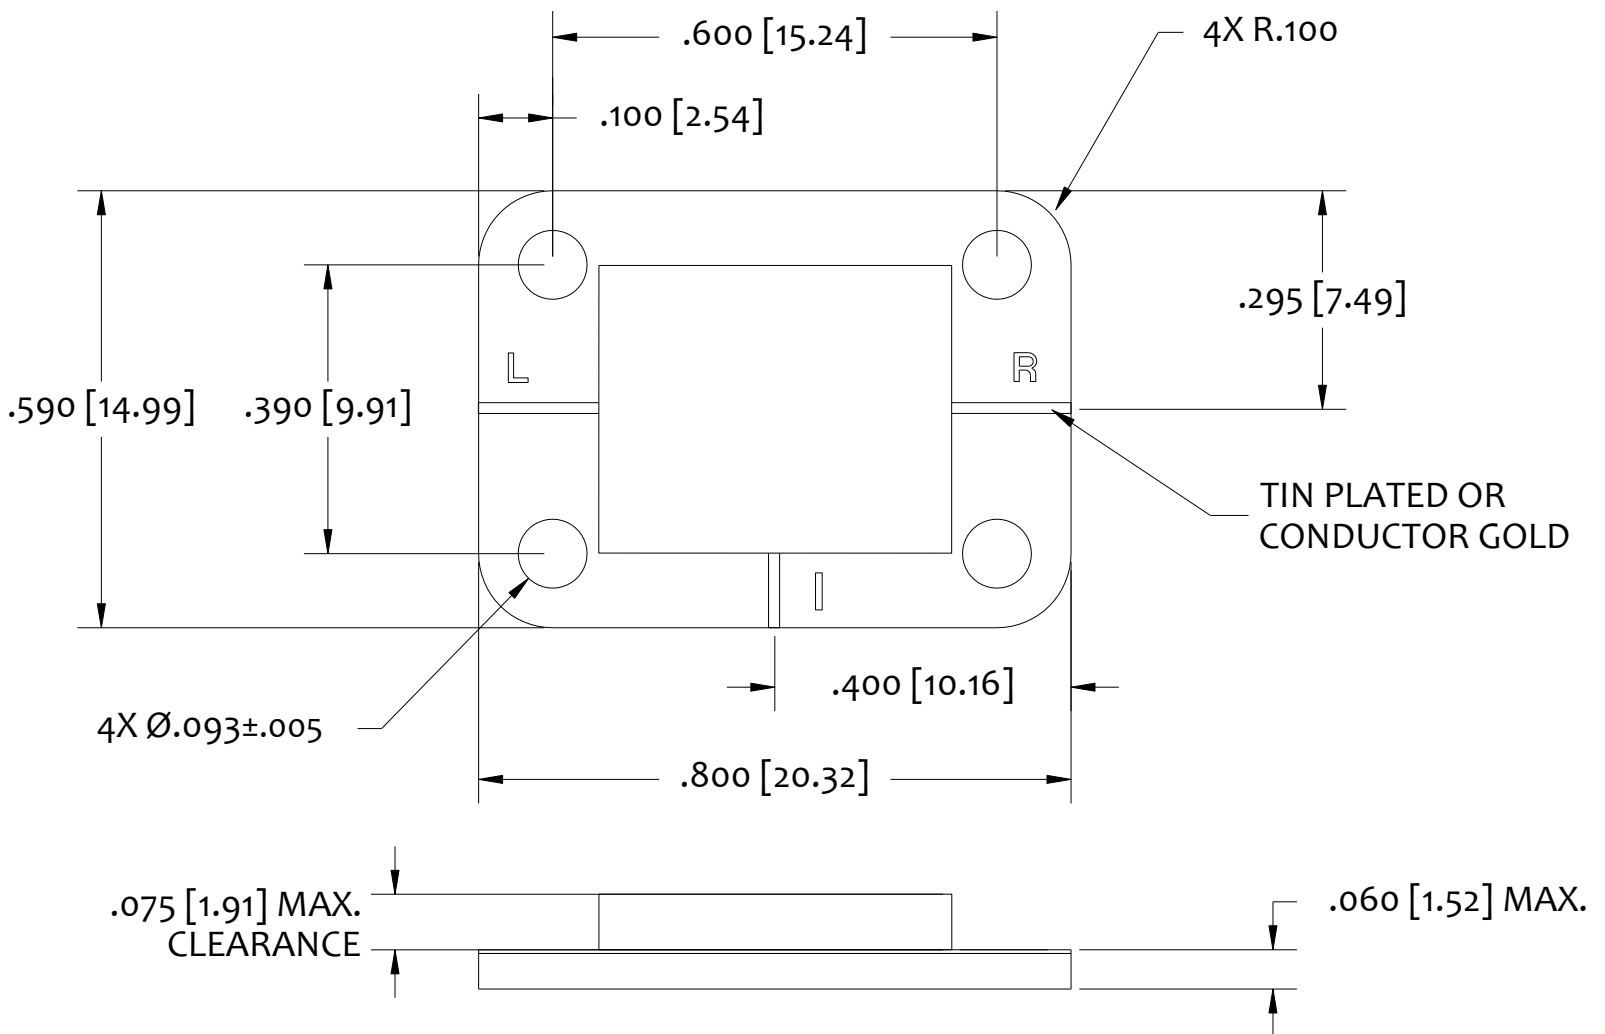 .600 [15.24]
4X R.100
.100 [2.54]
.295 [7.49]
L
R
.590 [14.99]
.390 [9.91]
TIN PLATED OR
CONDUCTOR GOLD
I
.400 [10.16]
4X Ø.093±.005
.800 [20.32]
.075 [1.91] MAX.
CLEARANCE
.060 [1.52] MAX.